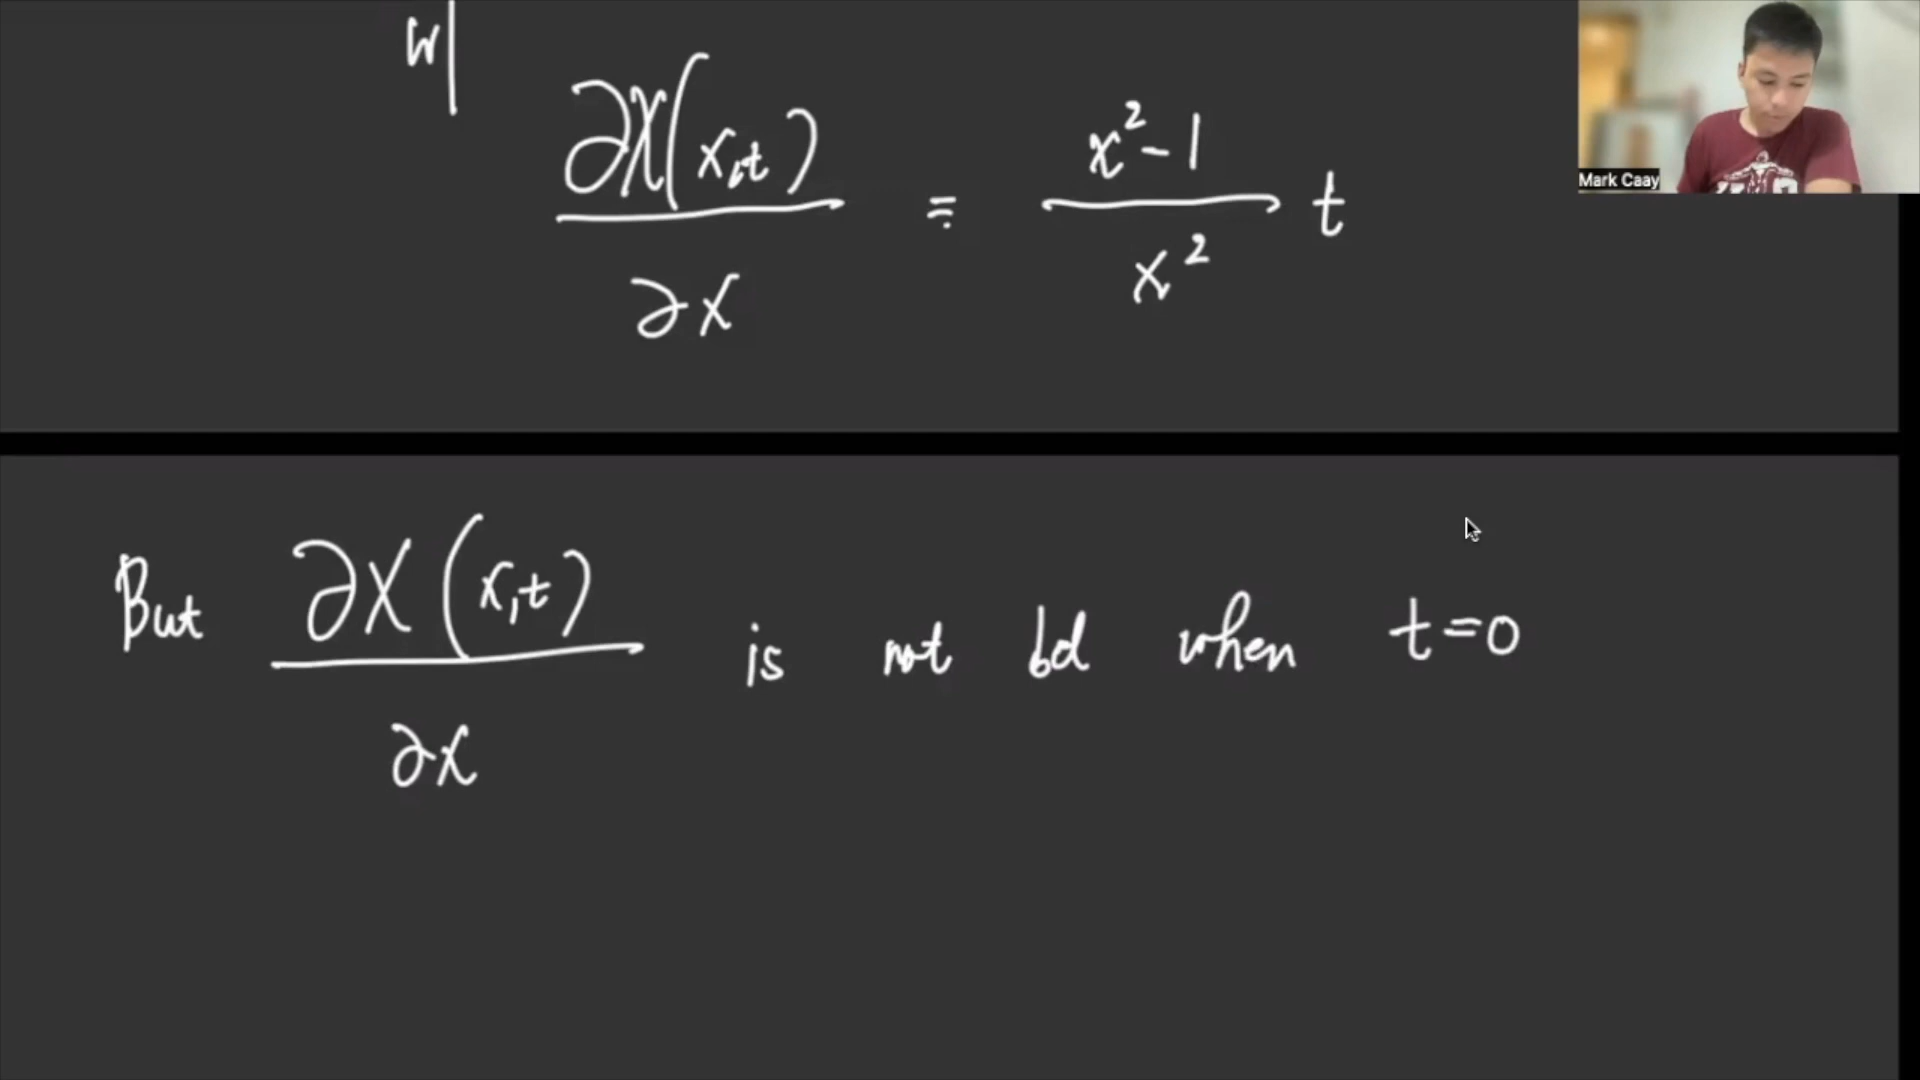 w/
∂X(x,t)
∂x
=
x²-1
x²
t
Mark Caay
But ∂X(x,t) is not bd when t=0
∂x